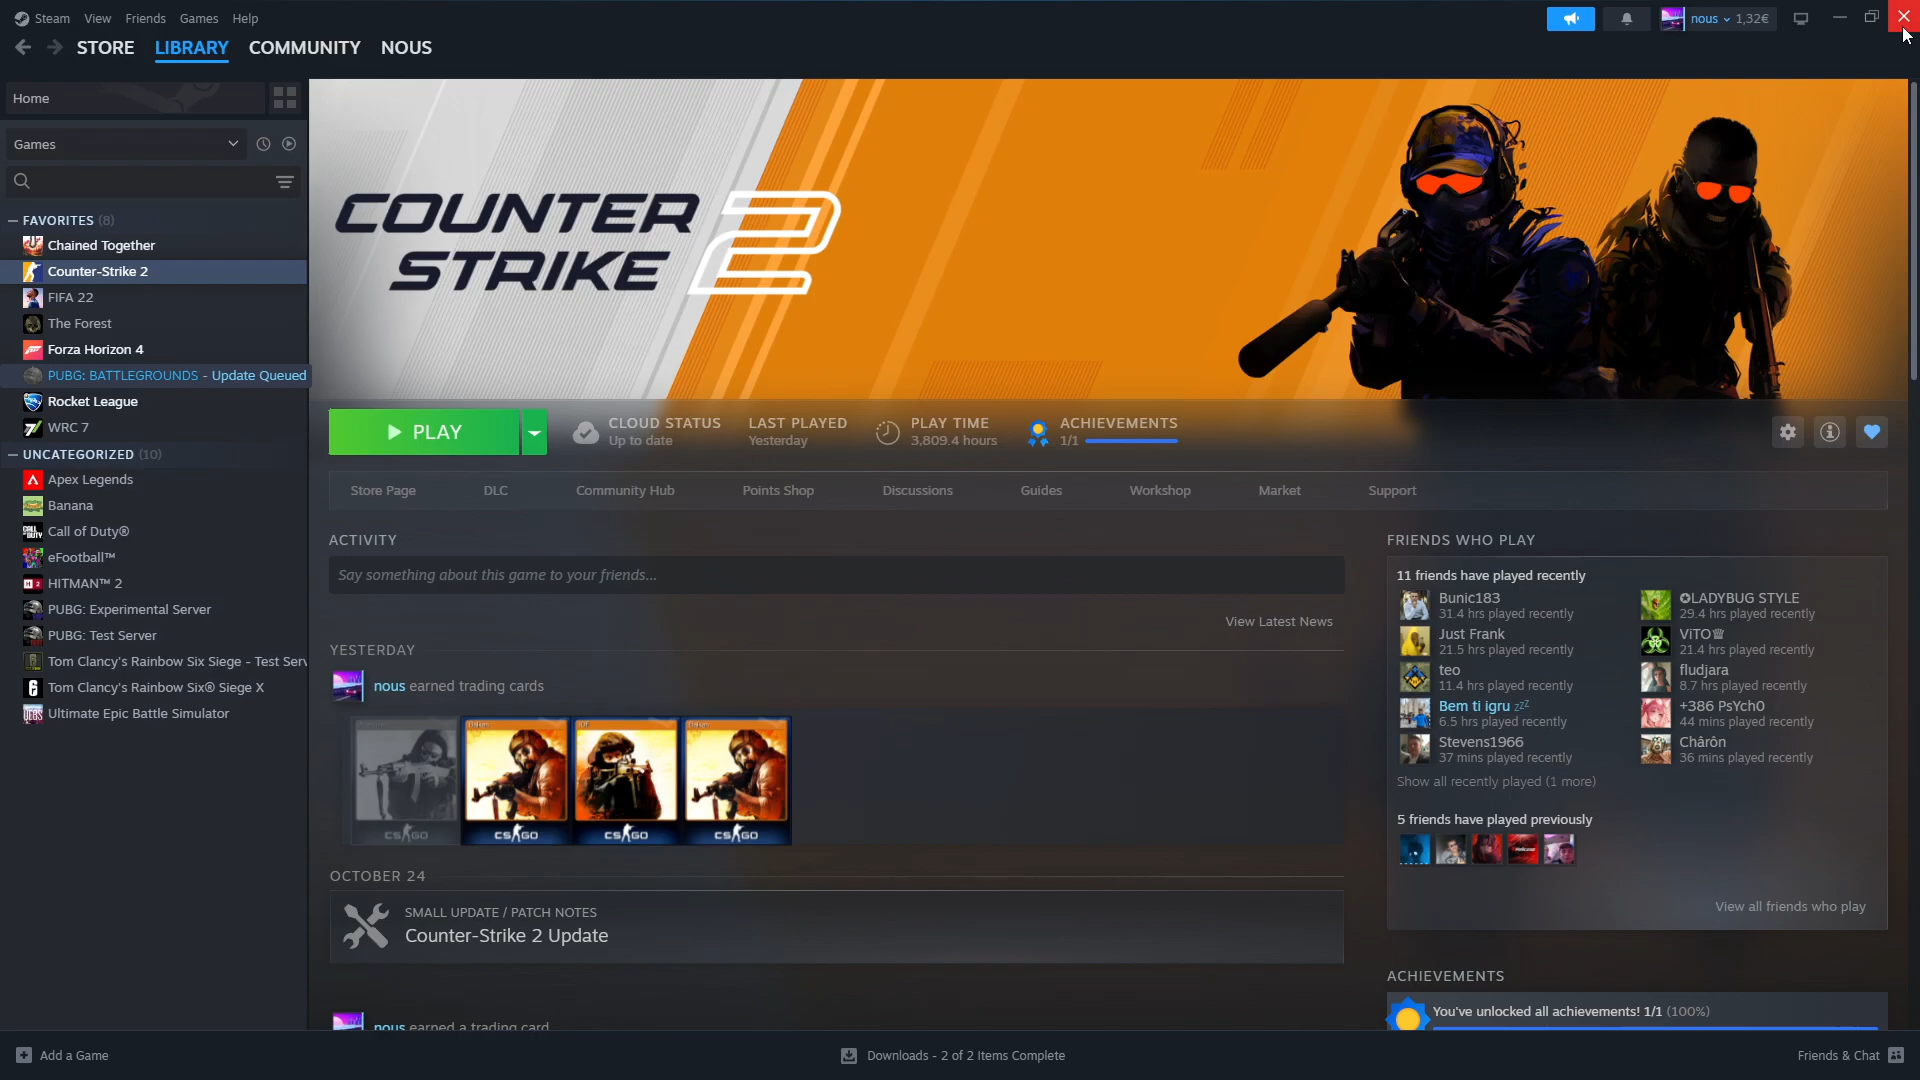 Steam View Friends Games Help
nous 1,32€
STORE LIBRARY COMMUNITY NOUS
Home
Games
FAVORITES (8)
Chained Together
Counter-Strike 2
FIFA 22
The Forest
Forza Horizon 4
PUBG: BATTLEGROUNDS - Update Queued
Rocket League
WRC 7
UNCATEGORIZED (10)
Apex Legends
Banana
Call of Duty®
eFootball™
HITMAN™ 2
PUBG: Experimental Server
PUBG: Test Server
Tom Clancy's Rainbow Six Siege - Test Serv
Tom Clancy's Rainbow Six® Siege X
Ultimate Epic Battle Simulator
COUNTER
STRIKE 2
PLAY
CLOUD STATUS
Up to date
LAST PLAYED
Yesterday
PLAY TIME
3,809.4 hours
ACHIEVEMENTS
1/1
Store Page DLC Community Hub Points Shop Discussions Guides Workshop Market Support
ACTIVITY
Say something about this game to your friends...
View Latest News
YESTERDAY
nous earned trading cards
CS GO CS GO CS GO CS GO
OCTOBER 24
SMALL UPDATE / PATCH NOTES
Counter-Strike 2 Update
nous earned a trading card
FRIENDS WHO PLAY
11 friends have played recently
Bunic183
31.4 hrs played recently
✪LADYBUG STYLE
29.4 hrs played recently
Just Frank
21.5 hrs played recently
ViTO♕
21.4 hrs played recently
teo
11.4 hrs played recently
fludjara
8.7 hrs played recently
Bem ti igru zzz
6.5 hrs played recently
+386 PsYch0
44 mins played recently
Stevens1966
37 mins played recently
Chârôn
36 mins played recently
Show all recently played (1 more)
5 friends have played previously
View all friends who play
ACHIEVEMENTS
You've unlocked all achievements! 1/1 (100%)
Add a Game
Downloads - 2 of 2 Items Complete
Friends & Chat